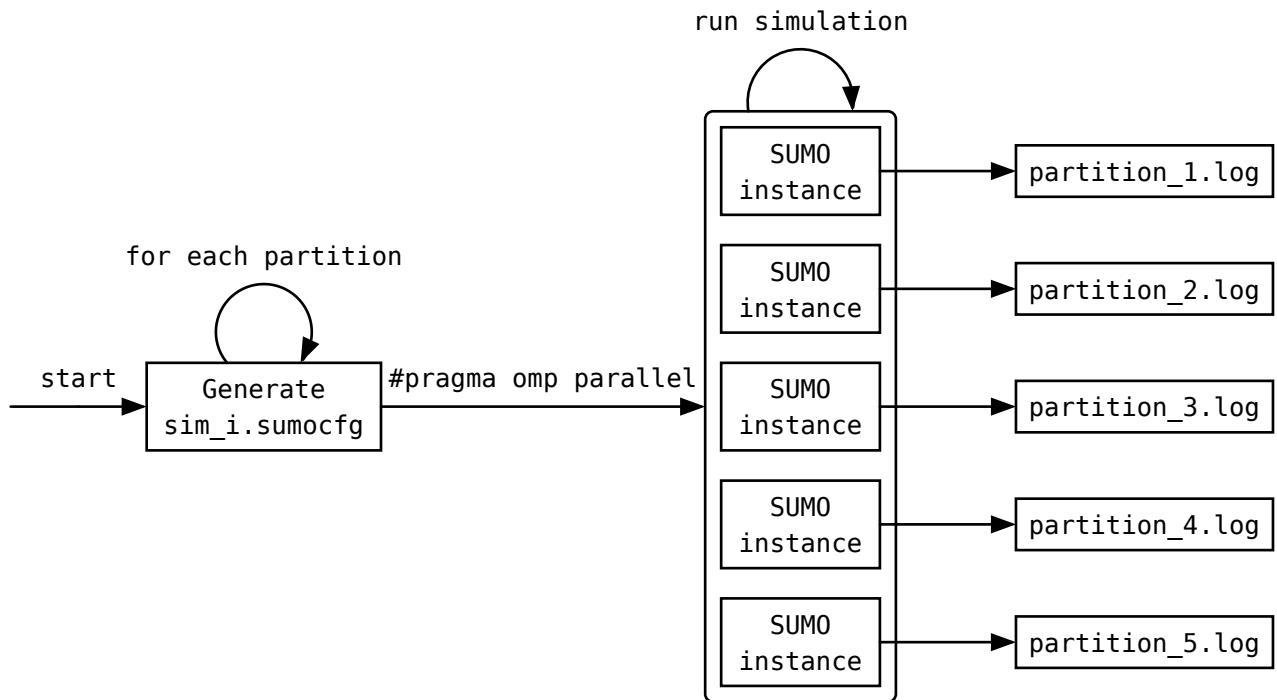 run simulation
for each partition
start
Generate
sim_i.sumocfg
#pragma omp parallel
SUMO
instance
partition_1.log
SUMO
instance
partition_2.log
SUMO
instance
partition_3.log
SUMO
instance
partition_4.log
SUMO
instance
partition_5.log